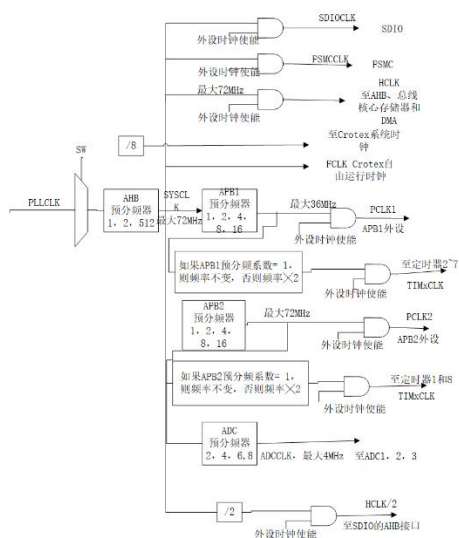 SDIOCLK
SDIO
外设时钟使能
FSMCCLK
FSMC
外设时钟使能
HCLK
最大72MHz
至AHB、总线
核心存储器和
DMA
外设时钟使能
/8
至Crotex系统时
钟
SW
FCLK Crotex自
由运行时钟
PLLCLK
AHB
预分频器
1, 2, 512
SYSCL
K
最大72MHz
APB1
预分频器
1, 2, 4,
8, 16
最大36MHz
PCLK1
APB1外设
外设时钟使能
如果APB1预分频系数= 1,
则频率不变, 否则频率×2
至定时器2~7
TIMxCLK
外设时钟使能
APB2
预分频器
1, 2, 4,
8, 16
最大72MHz
PCLK2
APB2外设
外设时钟使能
如果APB2预分频系数= 1,
则频率不变, 否则频率×2
至定时器1和8
TIMxCLK
外设时钟使能
ADC
预分频器
2, 4, 6,8
ADCCLK, 最大4MHz 至ADC1, 2, 3
/2
HCLK/2
至SDIO的AHB接口
外设时钟使能